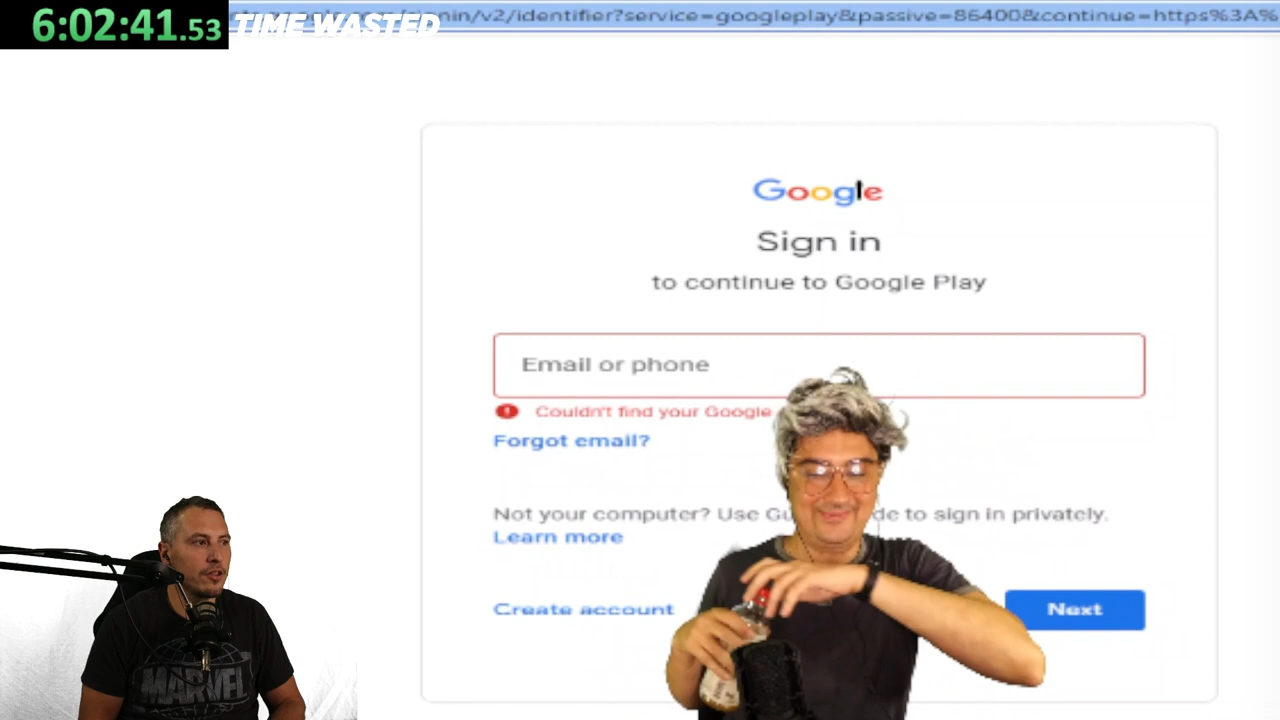 6:02:41.53 TIME WASTED
nin/v2/identifier?service=googleplay&passive=86400&continue=https%3A%
Google
Sign in
to continue to Google Play
Email or phone
Couldn't find your Google
Forgot email?
Not your computer? Use Gu de to sign in privately.
Learn more
Create account
Next
MARVEL